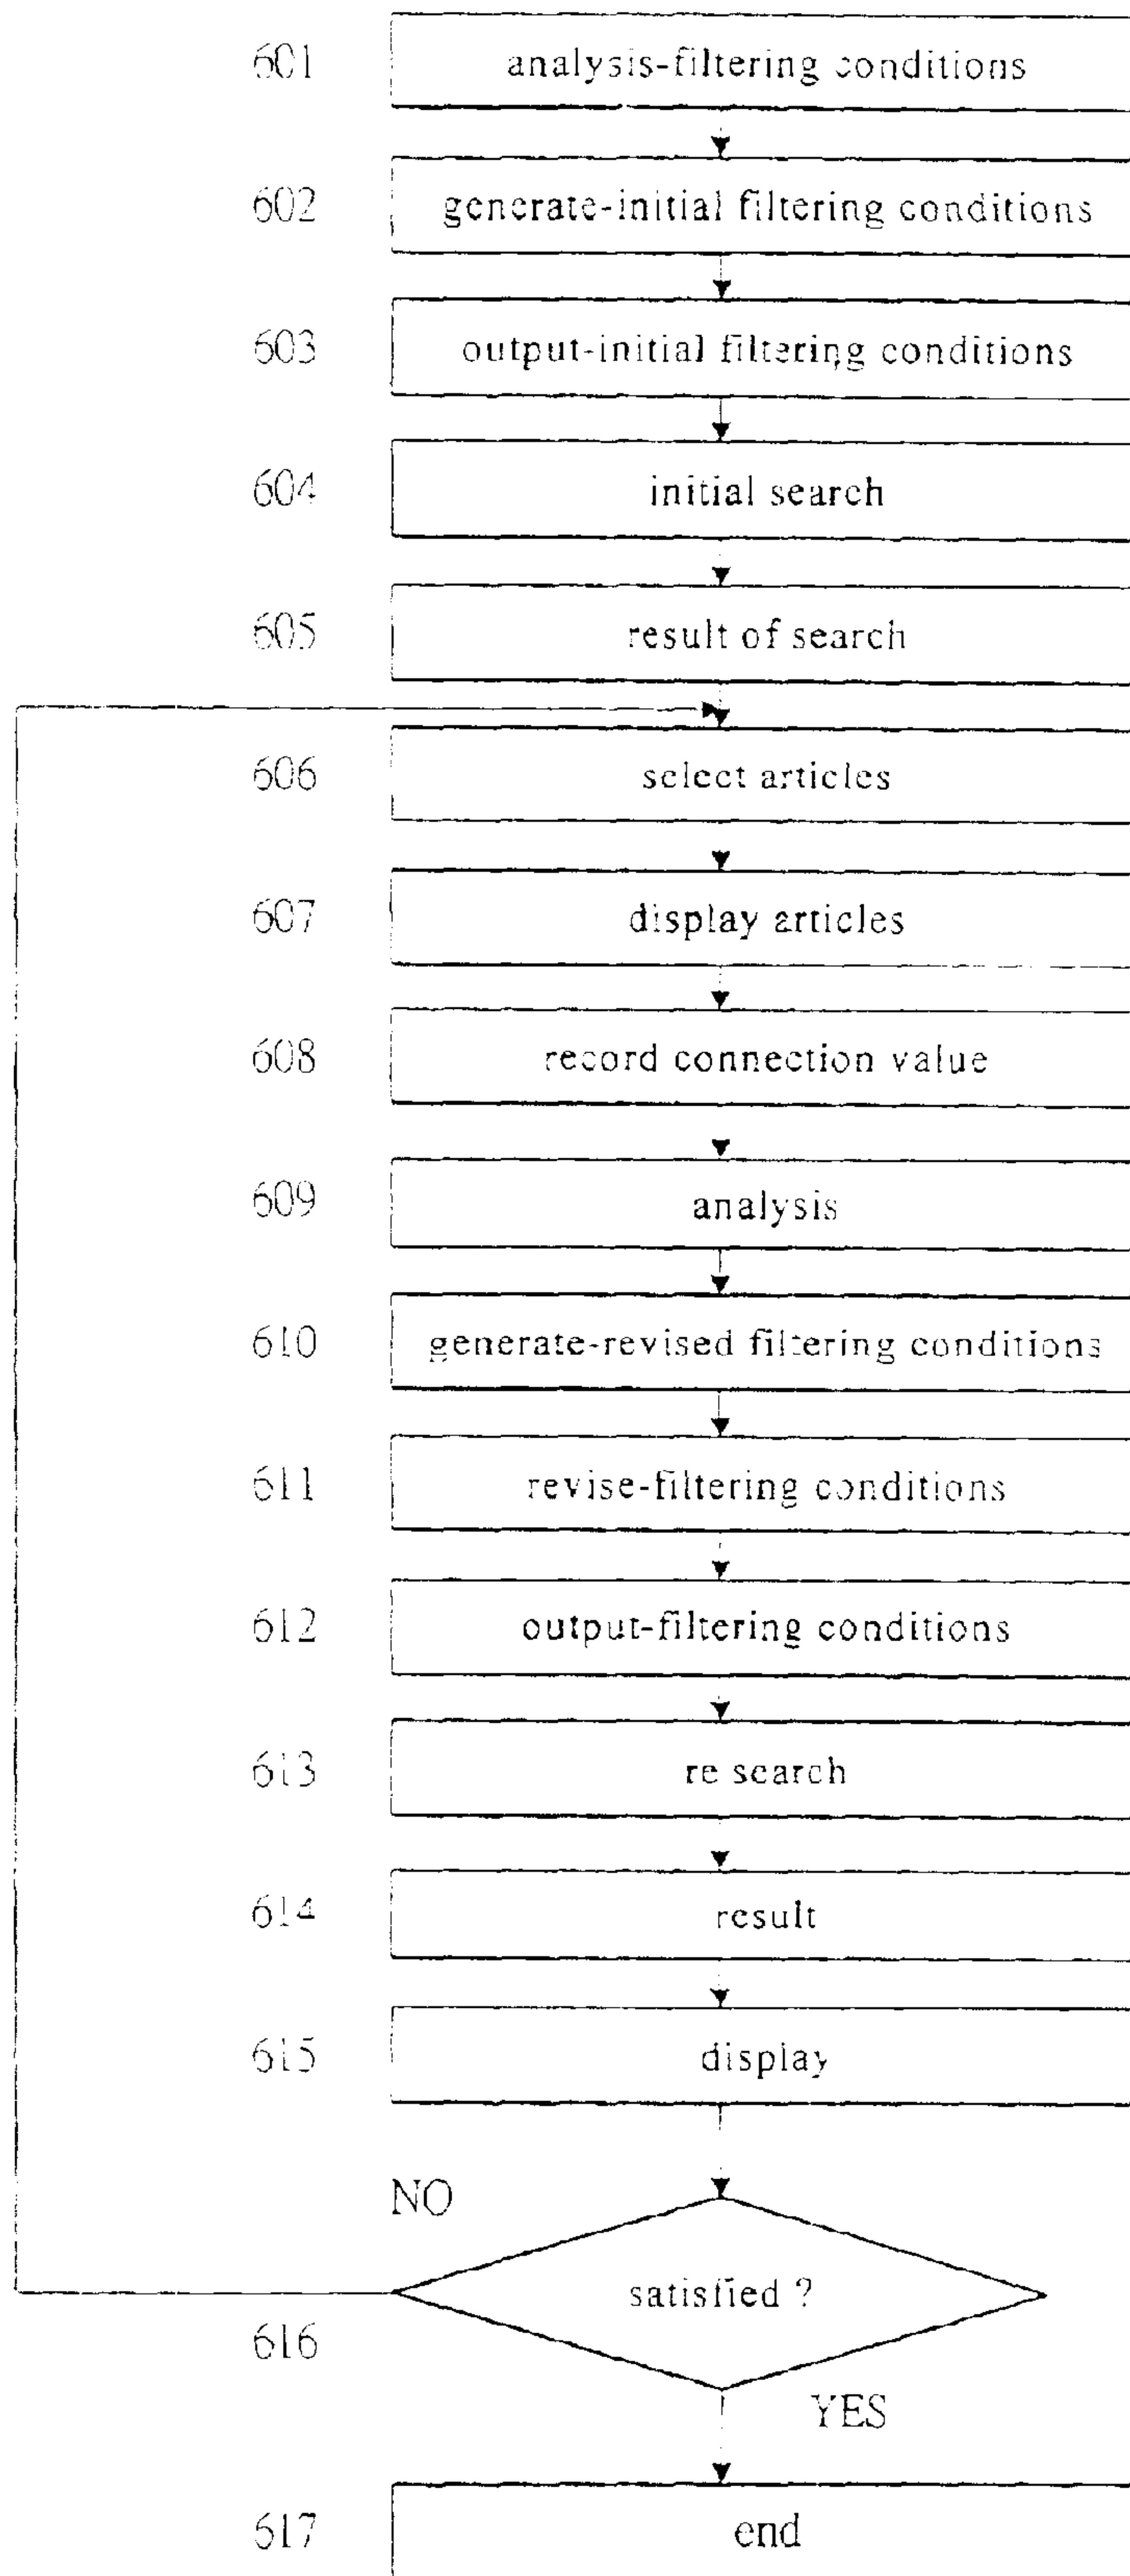 601 analysis-filtering conditions
602 generate-initial filtering conditions
603 output-initial filtering conditions
604 initial search
605 result of search
606 select articles
607 display articles
608 record connection value
609 analysis
610 generate-revised filtering conditions
611 revise-filtering conditions
612 output-filtering conditions
613 re search
614 result
615 display
NO
satisfied ?
616
YES
617 end